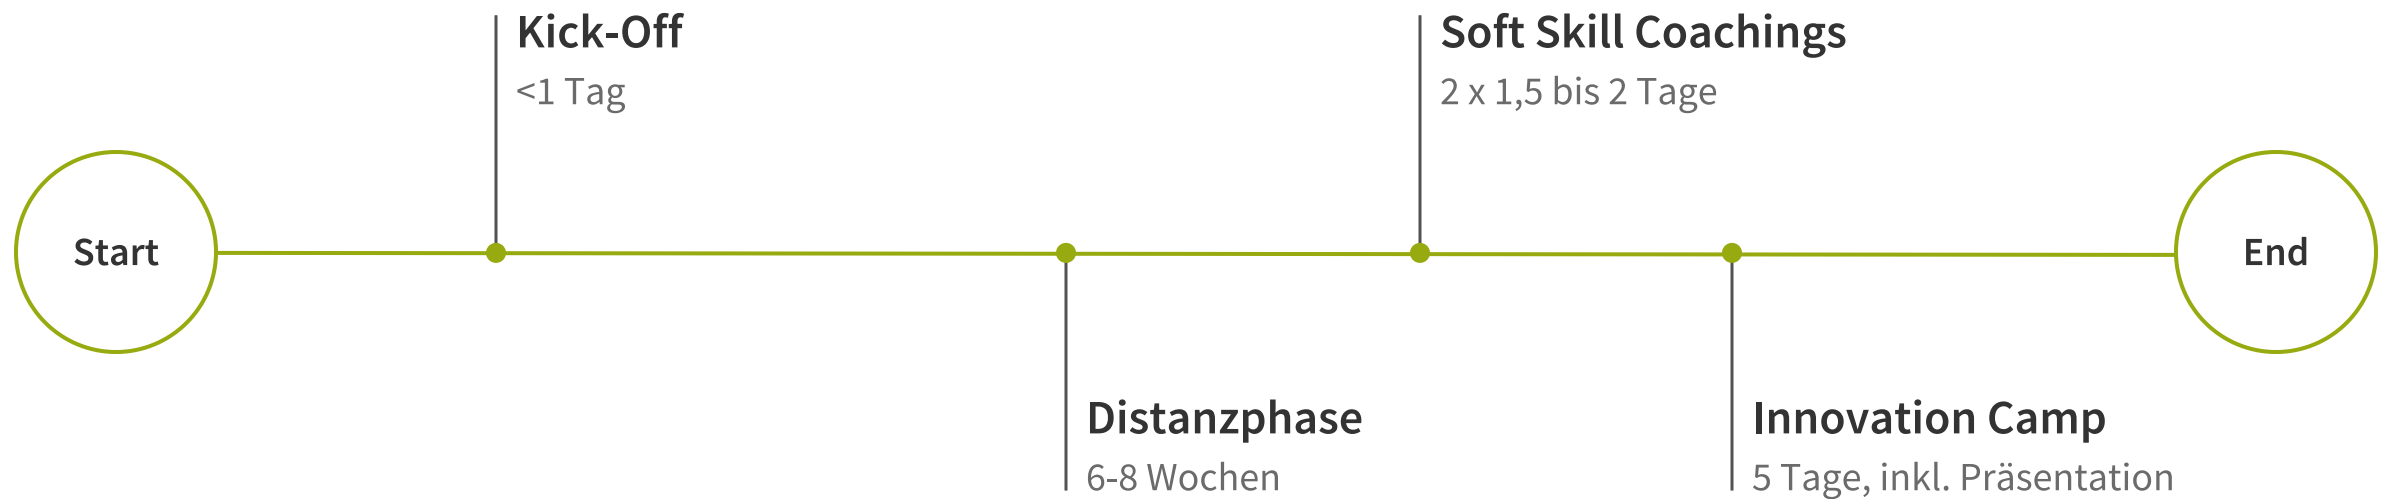 Start
Kick-Off
<1 Tag
Distanzphase
6-8 Wochen
Soft Skill Coachings
2 x 1,5 bis 2 Tage
Innovation Camp
5 Tage, inkl. Präsentation
End